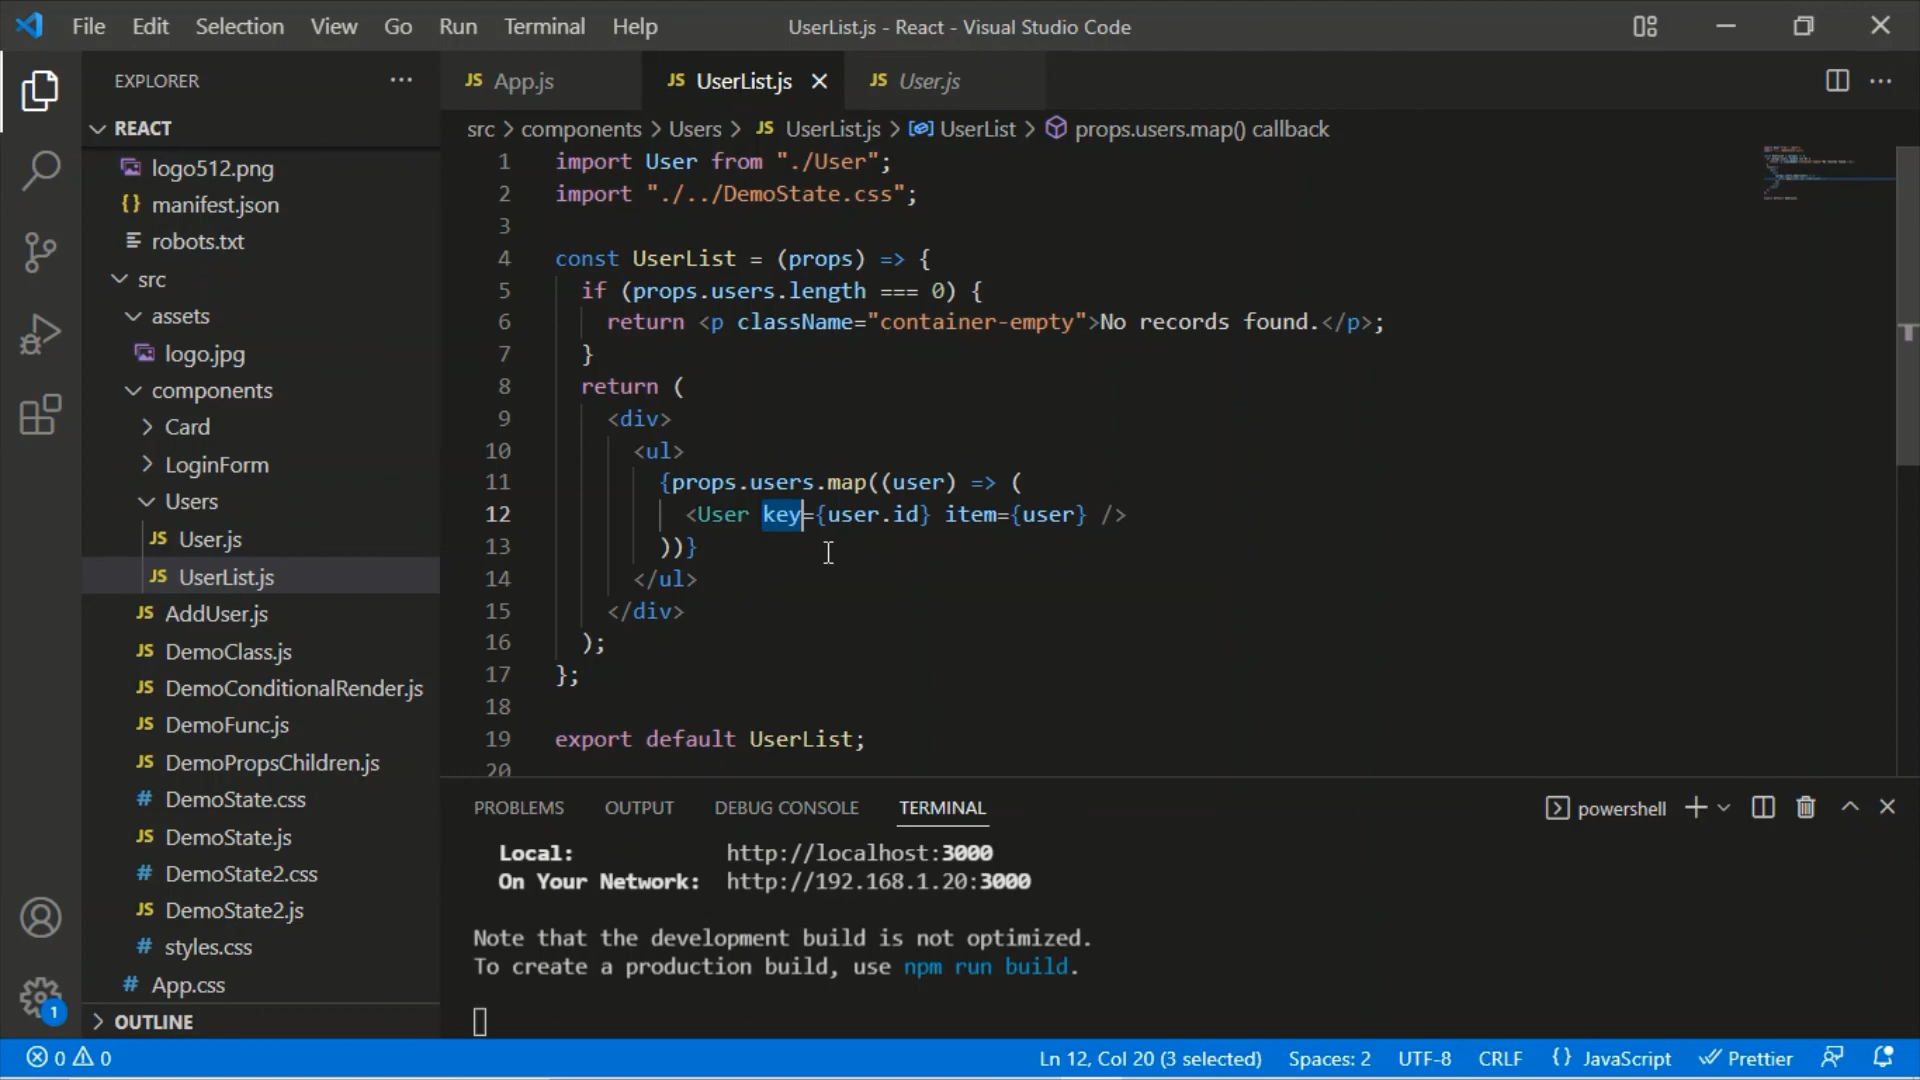 File Edit Selection View Go Run Terminal Help UserList.js - React - Visual Studio Code
EXPLORER
REACT
logo512.png
{} manifest.json
robots.txt
src
assets
logo.jpg
components
Card
LoginForm
Users
JS User.js
JS UserList.js
JS AddUser.js
JS DemoClass.js
JS DemoConditionalRender.js
JS DemoFunc.js
JS DemoPropsChildren.js
# DemoState.css
JS DemoState.js
# DemoState2.css
JS DemoState2.js
# styles.css
# App.css
OUTLINE
1
JS App.js JS UserList.js JS User.js
src > components > Users > JS UserList.js > UserList > props.users.map() callback
1 import User from "./User";
2 import "./../DemoState.css";
3
4 const UserList = (props) => {
5 if (props.users.length === 0) {
6 return <p className="container-empty">No records found.</p>;
7 }
8 return (
9 <div>
10 <ul>
11 {props.users.map((user) => (
12 <User key={user.id} item={user} />
13 ))}
14 </ul>
15 </div>
16 );
17 };
18
19 export default UserList;
20
PROBLEMS OUTPUT DEBUG CONSOLE TERMINAL powershell
Local: http://localhost:3000
On Your Network: http://192.168.1.20:3000
Note that the development build is not optimized.
To create a production build, use npm run build.
0 0 Ln 12, Col 20 (3 selected) Spaces: 2 UTF-8 CRLF {} JavaScript Prettier